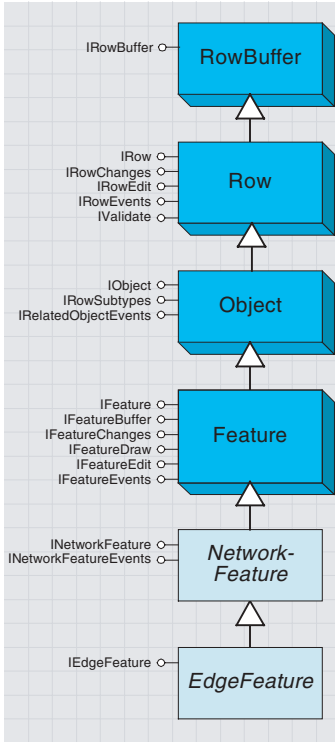 IRowBuffer
RowBuffer
IRow
IRowChanges
IRowEdit
IRowEvents
IValidate
Row
IObject
IRowSubtypes
IRelatedObjectEvents
Object
IFeature
IFeatureBuffer
IFeatureChanges
IFeatureDraw
IFeatureEdit
IFeatureEvents
Feature
INetworkFeature
INetworkFeatureEvents
Network-
Feature
IEdgeFeature
EdgeFeature